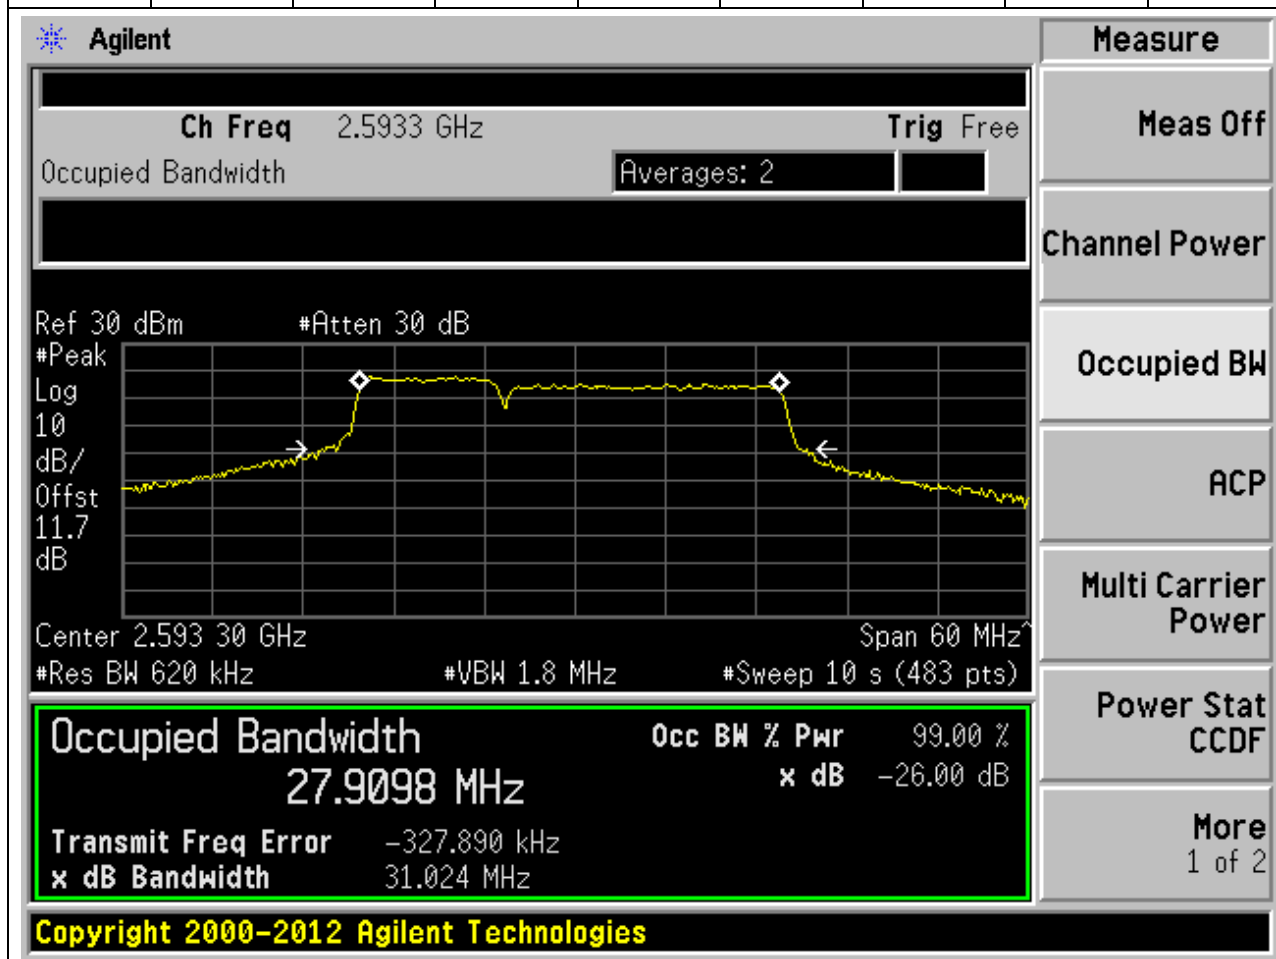 Agilent
Measure
Ch Freq 2.5933 GHz Trig Free
Meas Off
Occupied Bandwidth Averages: 2
Channel Power
Ref 30 dBm #Atten 30 dB
#Peak
Log
10
dB/
Offst
11.7
dB
Occupied BW
ACP
Center 2.593 30 GHz Span 60 MHz^
#Res BW 620 kHz #VBW 1.8 MHz #Sweep 10 s (483 pts)
Multi Carrier
Power
Occupied Bandwidth Occ BW % Pwr 99.00 %
27.9098 MHz x dB -26.00 dB
Power Stat
CCDF
Transmit Freq Error -327.890 kHz
x dB Bandwidth 31.024 MHz
More
1 of 2
Copyright 2000-2012 Agilent Technologies